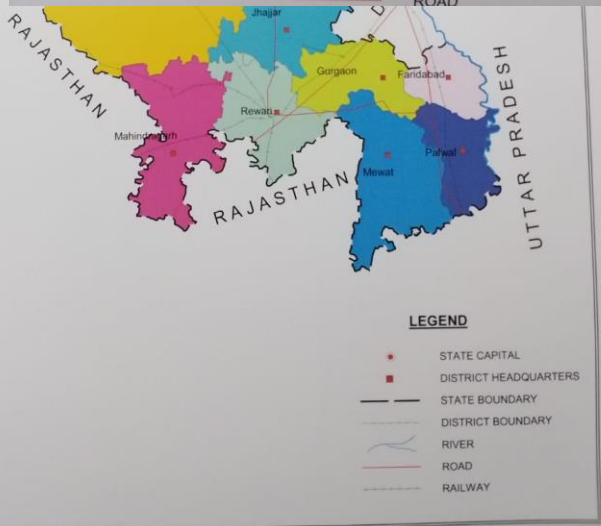 ROAD
RAJASTHAN
Jhajjar
D
Gurgaon
Faridabad
Rewari
Mahindergarh
Palwal
Mewat
RAJASTHAN
UTTAR PRADESH
LEGEND
STATE CAPITAL
DISTRICT HEADQUARTERS
STATE BOUNDARY
DISTRICT BOUNDARY
RIVER
ROAD
RAILWAY